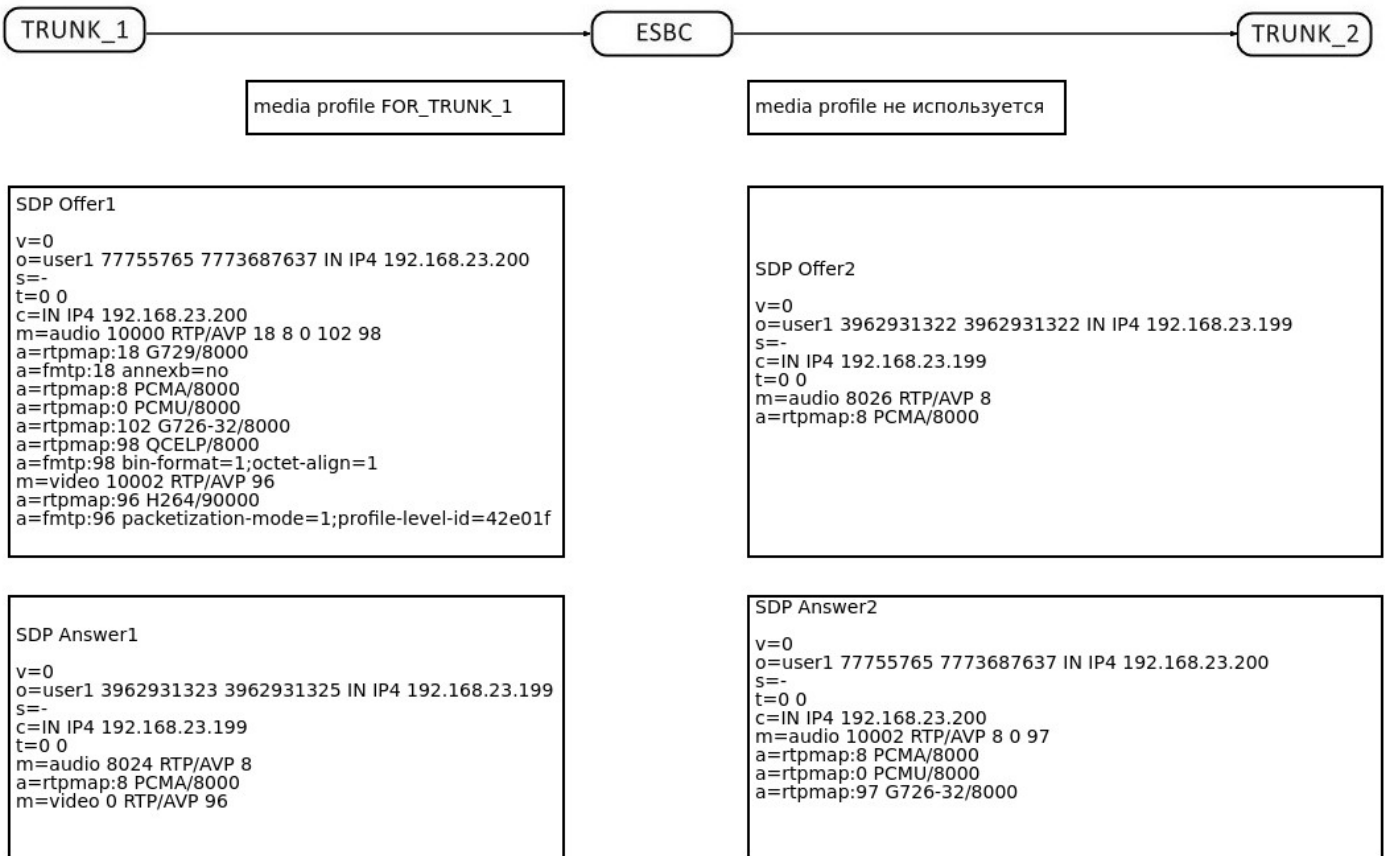 TRUNK_1
ESBC
TRUNK_2
media profile FOR_TRUNK_1
media profile не используется
SDP Offer1
v=0
o=user1 77755765 7773687637 IN IP4 192.168.23.200
s=-
t=0 0
c=IN IP4 192.168.23.200
m=audio 10000 RTP/AVP 18 8 0 102 98
a=rtpmap:18 G729/8000
a=fmtp:18 annexb=no
a=rtpmap:8 PCMA/8000
a=rtpmap:0 PCMU/8000
a=rtpmap:102 G726-32/8000
a=rtpmap:98 QCELP/8000
a=fmtp:98 bin-format=1;octet-align=1
m=video 10002 RTP/AVP 96
a=rtpmap:96 H264/90000
a=fmtp:96 packetization-mode=1;profile-level-id=42e01f
SDP Offer2
v=0
o=user1 3962931322 3962931322 IN IP4 192.168.23.199
s=-
c=IN IP4 192.168.23.199
t=0 0
m=audio 8026 RTP/AVP 8
a=rtpmap:8 PCMA/8000
SDP Answer1
v=0
o=user1 3962931323 3962931325 IN IP4 192.168.23.199
s=-
c=IN IP4 192.168.23.199
t=0 0
m=audio 8024 RTP/AVP 8
a=rtpmap:8 PCMA/8000
m=video 0 RTP/AVP 96
SDP Answer2
v=0
o=user1 77755765 7773687637 IN IP4 192.168.23.200
s=-
t=0 0
c=IN IP4 192.168.23.200
m=audio 10002 RTP/AVP 8 0 97
a=rtpmap:8 PCMA/8000
a=rtpmap:0 PCMU/8000
a=rtpmap:97 G726-32/8000